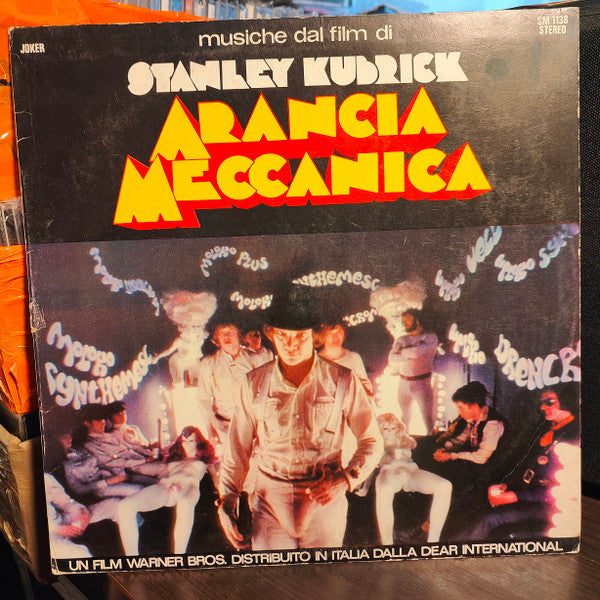 JOKER
SM 1138
STEREO
musiche dal film di
STANLEY KUBRICK
ARANCIA
MECCANICA
MOLOKO PLUS
SYNTHEMESC
MOLOKO
SYNTHEMESC
DRENCR
UN FILM WARNER BROS. DISTRIBUITO IN ITALIA DALLA DEAR INTERNATIONAL